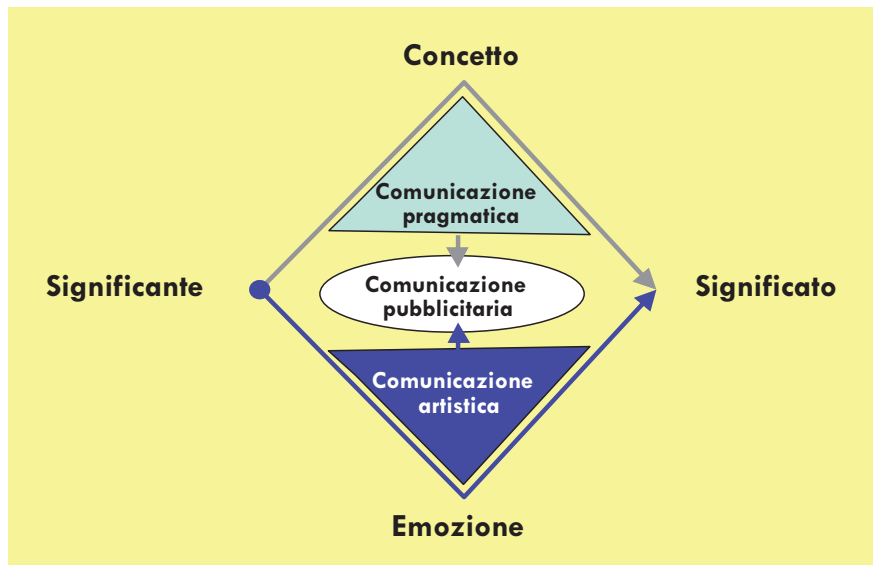 Concetto
Comunicazione
pragmatica
Significante
Comunicazione
pubblicitaria
Significato
Comunicazione
artistica
Emozione